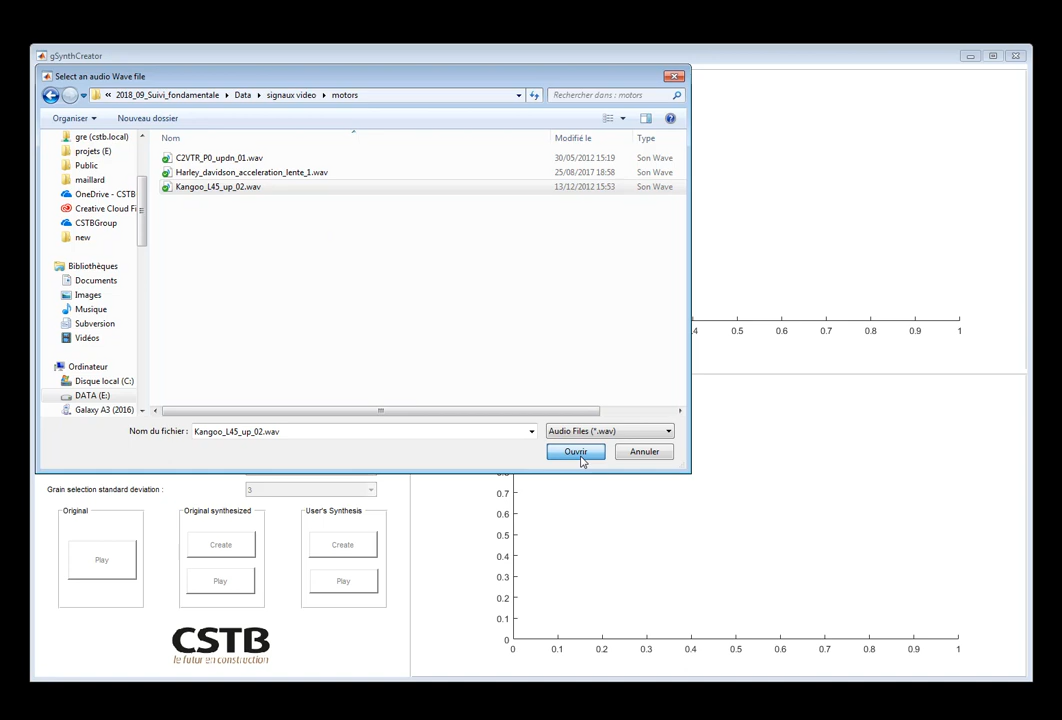 gSynthCreator
Select an audio Wave file
« 2018_09_Suivi_fondamentale Data signaux video motors
Rechercher dans : motors
Organiser Nouveau dossier
Nom Modifié le Type
gre (cstb.local)
projets (E)
Public
maillard
OneDrive - CSTB
Creative Cloud Fi
CSTBGroup
new
Bibliothèques
Documents
Images
Musique
Subversion
Vidéos
Ordinateur
Disque local (C:)
DATA (E:)
Galaxy A3 (2016)
C2VTR_P0_updn_01.wav 30/05/2012 15:19 Son Wave
Harley_davidson_acceleration_lente_1.wav 25/08/2017 18:58 Son Wave
Kangoo_L45_up_02.wav 13/12/2012 15:53 Son Wave
Nom du fichier : Kangoo_L45_up_02.wav Audio Files (*.wav)
Ouvrir Annuler
.4 0.5 0.6 0.7 0.8 0.9 1
Grain selection standard deviation : 3
Original Original synthesized User's Synthesis
Play Create Create
Play Play
CSTB
le futur en construction
0.7
0.6
0.5
0.4
0.3
0.2
0.1
0
0 0.1 0.2 0.3 0.4 0.5 0.6 0.7 0.8 0.9 1